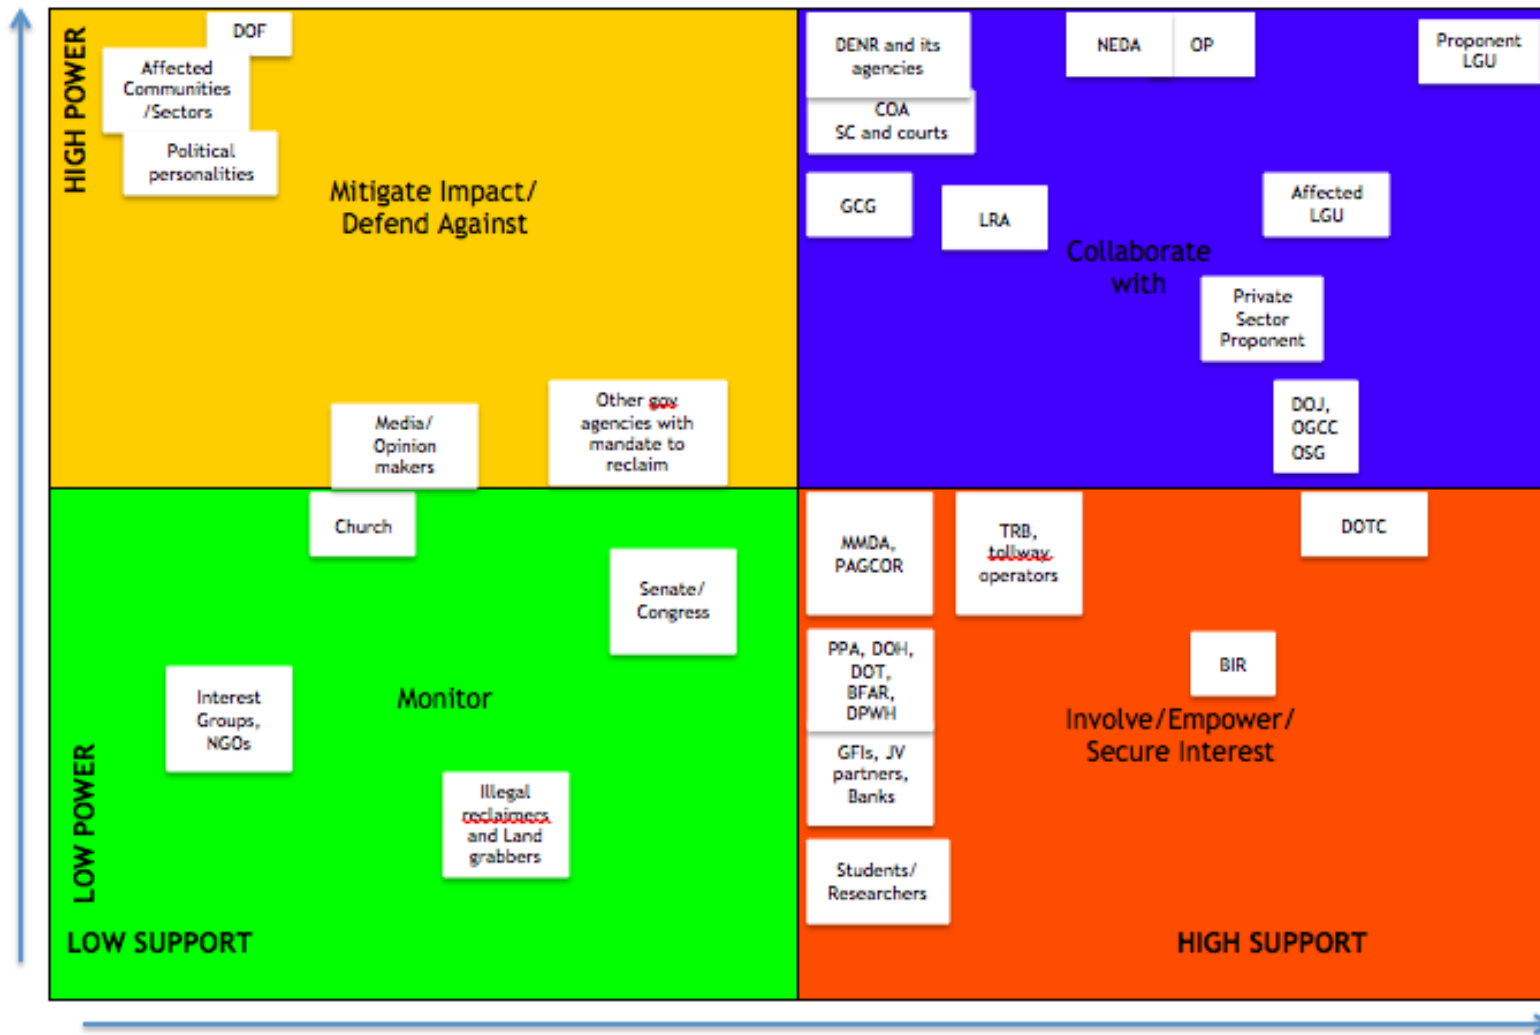 HIGH POWER
DOF
Affected
Communities
/Sectors
Political
personalities
Mitigate Impact/
Defend Against
Media/
Opinion
makers
Other gov
agencies with
mandate to
reclaim
DENR and its
agencies
COA
SC and courts
NEDA
OP
Proponent
LGU
GCG
LRA
Affected
LGU
Collaborate
with
Private
Sector
Proponent
DOJ,
OGCC
OSG
LOW POWER
Church
Senate/
Congress
Interest
Groups,
NGOs
Monitor
Illegal
reclaimers
and Land
grabbers
LOW SUPPORT
MMDA,
PAGCOR
TRB,
tollway
operators
DOTC
PPA, DOH,
DOT,
BFAR,
DPWH
BIR
Involve/Empower/
Secure Interest
GFIs, JV
partners,
Banks
Students/
Researchers
HIGH SUPPORT